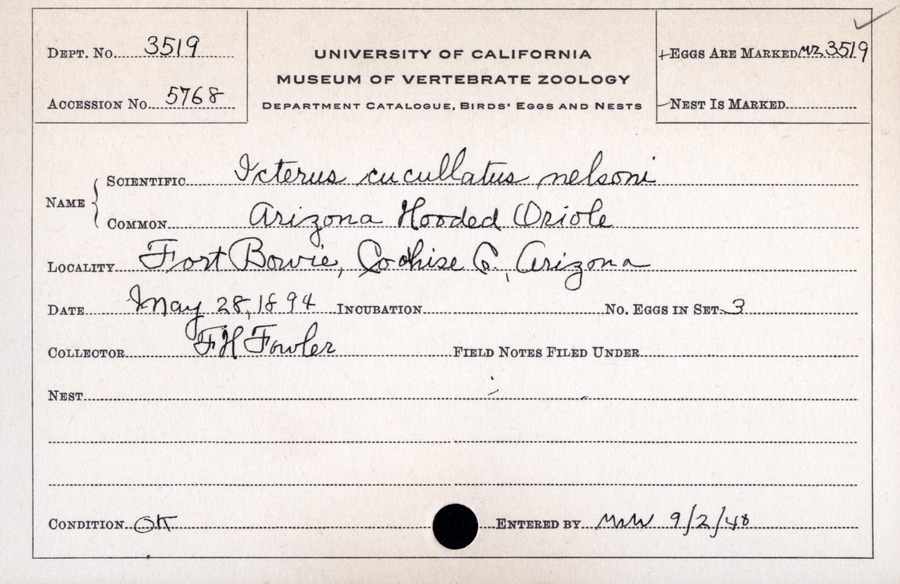 DEPT. No. 3519
ACCESSION No. 5768
UNIVERSITY OF CALIFORNIA
MUSEUM OF VERTEBRATE ZOOLOGY
DEPARTMENT CATALOGUE, BIRDS' EGGS AND NESTS
EGGS ARE MARKED MVZ 3519
NEST IS MARKED
NAME
SCIENTIFIC Icterus cucullatus nelsoni
COMMON Arizona Hooded Oriole
LOCALITY Fort Bowie, Cochise Co., Arizona
DATE May 28, 1894 INCUBATION No. EGGS IN SET 3
COLLECTOR FH Fowler FIELD NOTES FILED UNDER
NEST
CONDITION OK ENTERED BY 9/2/48